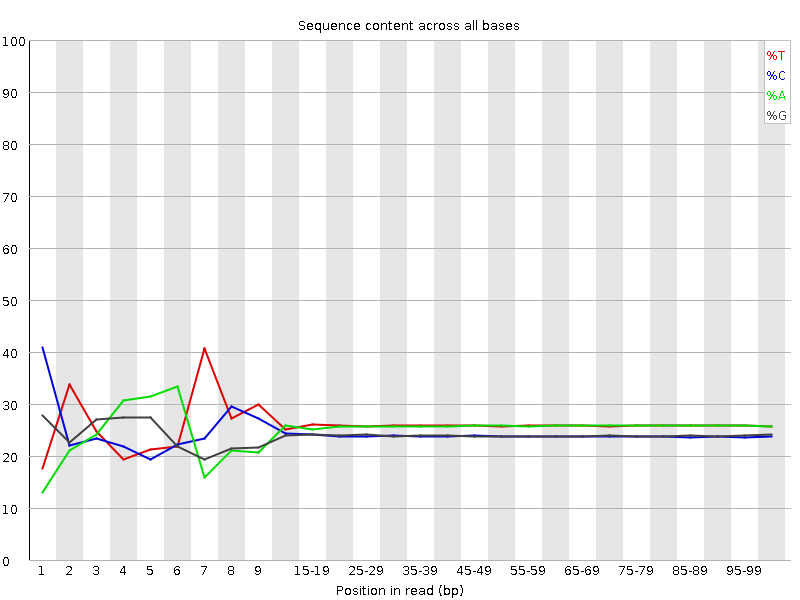 Sequence content across all bases
100
90
80
70
60
50
40
30
20
10
0
%T
%C
%A
%G
1 2 3 4 5 6 7 8 9 15-19 25-29 35-39 45-49 55-59 65-69 75-79 85-89 95-99
Position in read (bp)